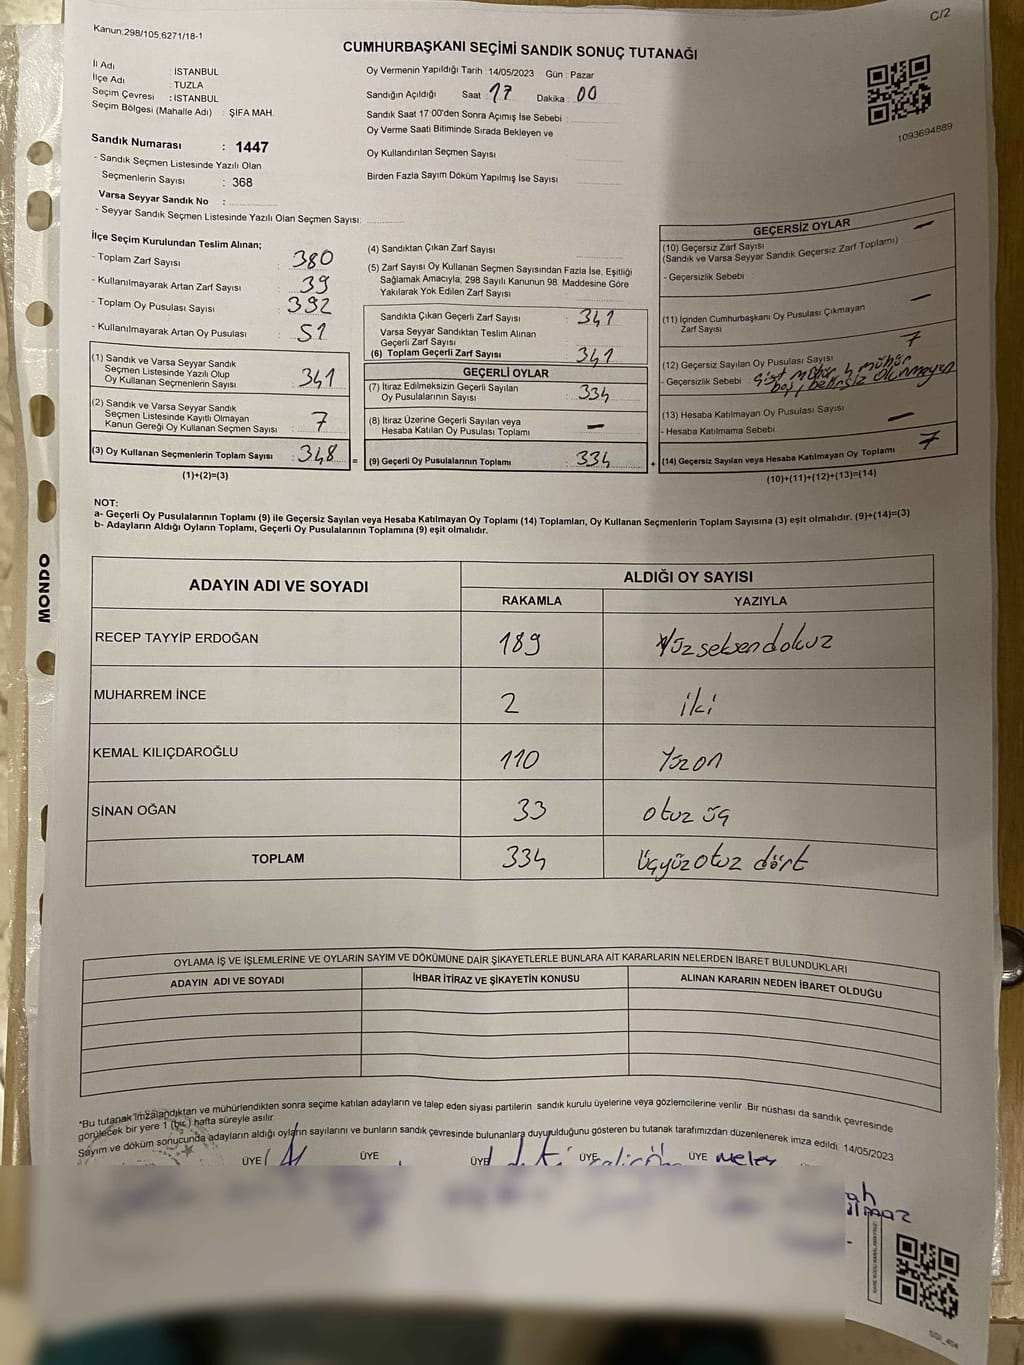 C/2
Kanun:298/105,6271/18-1
CUMHURBAŞKANI SEÇİMİ SANDIK SONUÇ TUTANAĞI
İl Adı : İSTANBUL
İlçe Adı : TUZLA
Seçim Çevresi : İSTANBUL
Seçim Bölgesi (Mahalle Adı) : ŞİFA MAH.
Oy Vermenin Yapıldığı Tarih :14/05/2023 Gün : Pazar
Sandığın Açıldığı Saat : 17 Dakika : 00
Sandık Saat 17:00'den Sonra Açımış İse Sebebi :
Oy Verme Saati Bitiminde Sırada Bekleyen ve
Oy Kullandırılan Seçmen Sayısı
Birden Fazla Sayım Döküm Yapılmış İse Sayısı
1093694889
Sandık Numarası : 1447
- Sandık Seçmen Listesinde Yazılı Olan
Seçmenlerin Sayısı : 368
Varsa Seyyar Sandık No :
- Seyyar Sandık Seçmen Listesinde Yazılı Olan Seçmen Sayısı:
İlçe Seçim Kurulundan Teslim Alınan;
- Toplam Zarf Sayısı : 380
- Kullanılmayarak Artan Zarf Sayısı : 39
- Toplam Oy Pusulası Sayısı : 392
- Kullanılmayarak Artan Oy Pusulası : 51
(1) Sandık ve Varsa Seyyar Sandık
Seçmen Listesinde Yazılı Olup
Oy Kullanan Seçmenlerin Sayısı : 341
(2) Sandık ve Varsa Seyyar Sandık
Seçmen Listesinde Kayıtlı Olmayan
Kanun Gereği Oy Kullanan Seçmen Sayısı : 7
(3) Oy Kullanan Seçmenlerin Toplam Sayısı : 348
(1)+(2)=(3)
(4) Sandıktan Çıkan Zarf Sayısı
(5) Zarf Sayısı Oy Kullanan Seçmen Sayısından Fazla İse, Eşitliği
Sağlamak Amacıyla; 298 Sayılı Kanunun 98. Maddesine Göre
Yakılarak Yok Edilen Zarf Sayısı
Sandıkta Çıkan Geçerli Zarf Sayısı : 341
Varsa Seyyar Sandıktan Teslim Alınan
Geçerli Zarf Sayısı
(6) Toplam Geçerli Zarf Sayısı : 341
GEÇERLİ OYLAR
(7) İtiraz Edilmeksizin Geçerli Sayılan
Oy Pusulalarının Sayısı : 334
(8) İtiraz Üzerine Geçerli Sayılan veya
Hesaba Katılan Oy Pusulası Toplamı : –
= (9) Geçerli Oy Pusulalarının Toplamı : 334
GEÇERSİZ OYLAR
(10) Geçersiz Zarf Sayısı –
(Sandık ve Varsa Seyyar Sandık Geçersiz Zarf Toplamı)
- Geçersizlik Sebebi :
(11) İçinden Cumhurbaşkanı Oy Pusulası Çıkmayan –
Zarf Sayısı
(12) Geçersiz Sayılan Oy Pusulası Sayısı 7
- Geçersizlik Sebebi çift mühür, mühür
boş, belirsiz olunmayan
(13) Hesaba Katılmayan Oy Pusulası Sayısı –
- Hesaba Katılmama Sebebi
+ (14) Geçersiz Sayılan veya Hesaba Katılmayan Oy Toplamı 7
(10)+(11)+(12)+(13)=(14)
NOT:
a- Geçerli Oy Pusulalarının Toplamı (9) ile Geçersiz Sayılan veya Hesaba Katılmayan Oy Toplamı (14) Toplamları, Oy Kullanan Seçmenlerin Toplam Sayısına (3) eşit olmalıdır. (9)+(14)=(3)
b- Adayların Aldığı Oyların Toplamı, Geçerli Oy Pusulalarının Toplamına (9) eşit olmalıdır.
ADAYIN ADI VE SOYADI ALDIĞI OY SAYISI
RAKAMLA YAZIYLA
RECEP TAYYİP ERDOĞAN 189 Yüzseksendokuz
MUHARREM İNCE 2 iki
KEMAL KILIÇDAROĞLU 110 Yüzon
SİNAN OĞAN 33 otuz üç
TOPLAM 334 Üçyüzotuz dört
OYLAMA İŞ VE İŞLEMLERİNE VE OYLARIN SAYIM VE DÖKÜMÜNE DAİR ŞİKAYETLERLE BUNLARA AİT KARARLARIN NELERDEN İBARET BULUNDUKLARI
ADAYIN ADI VE SOYADI İHBAR İTİRAZ VE ŞİKAYETİN KONUSU ALINAN KARARIN NEDEN İBARET OLDUĞU
*Bu tutanak imzalandıktan ve mühürlendikten sonra seçime katılan adayların ve talep eden siyasi partilerin sandık kurulu üyelerine veya gözlemcilerine verilir. Bir nüshası da sandık çevresinde
görülecek bir yere 1 (bir) hafta süreyle asılır.
Sayım ve döküm sonucunda adayların aldığı oyların sayılarını ve bunların sandık çevresinde bulunanlara duyurulduğunu gösteren bu tutanak tarafımızdan düzenlenerek imza edildi. 14/05/2023
ÜYE ÜYE ÜYE ÜYE ÜYE
MONDO